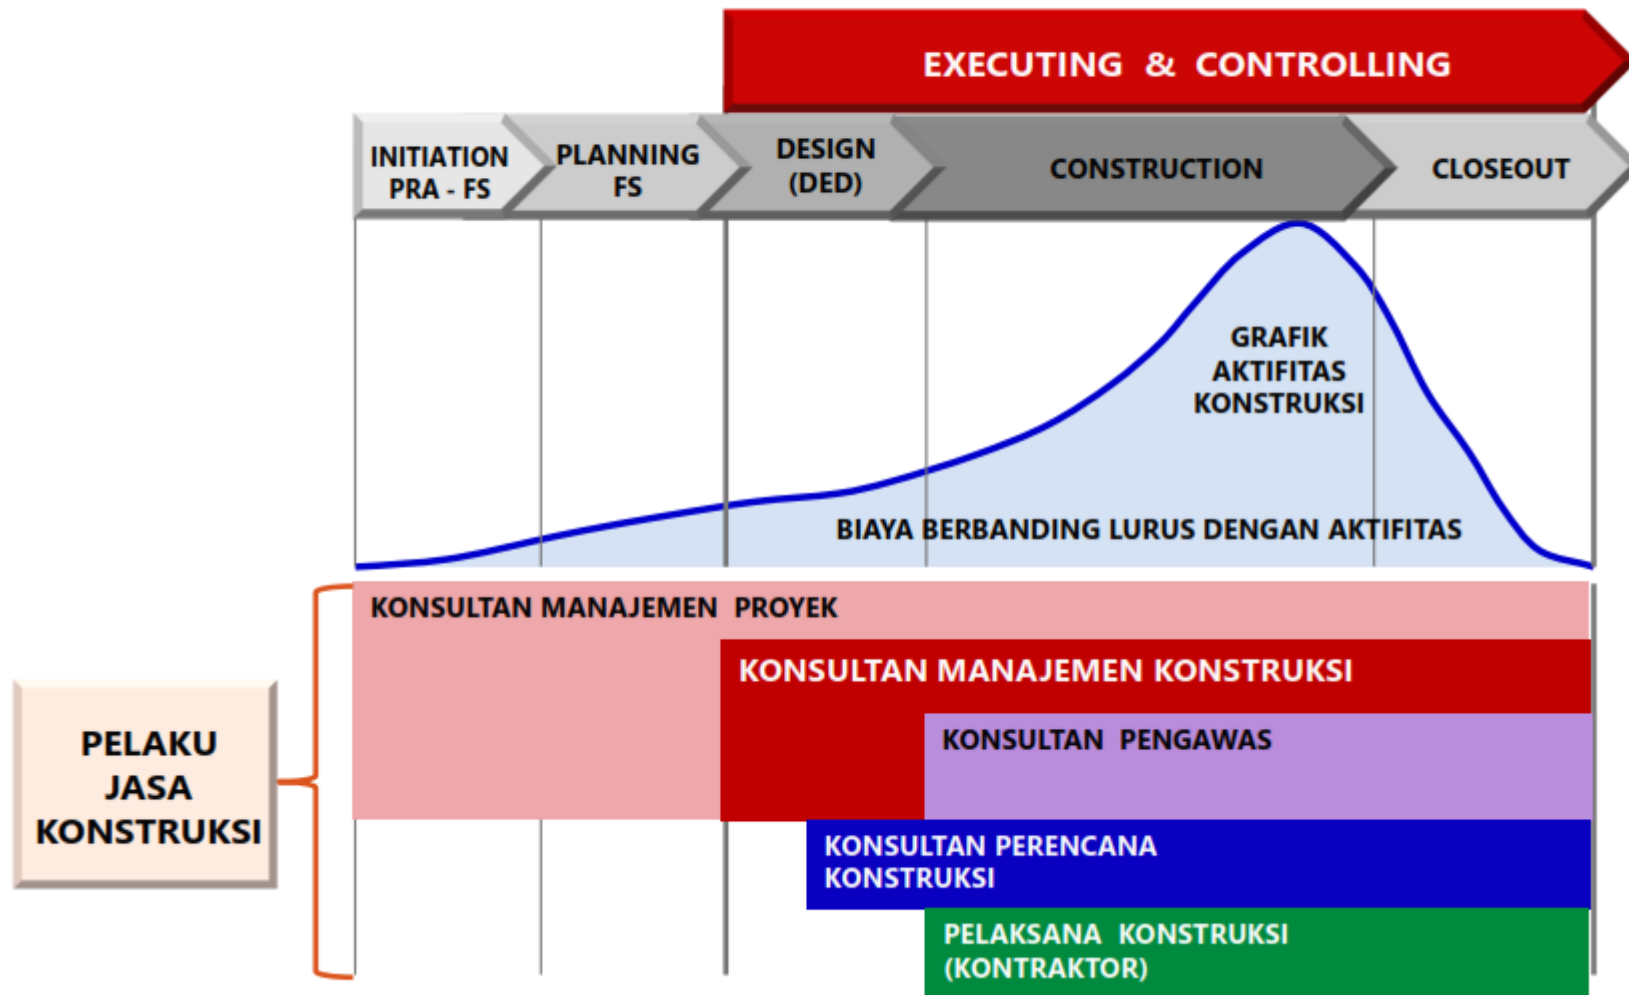 EXECUTING & CONTROLLING
INITIATION
PRA - FS
PLANNING
FS
DESIGN
(DED)
CONSTRUCTION
CLOSEOUT
GRAFIK
AKTIFITAS
KONSTRUKSI
BIAYA BERBANDING LURUS DENGAN AKTIFITAS
PELAKU
JASA
KONSTRUKSI
KONSULTAN MANAJEMEN PROYEK
KONSULTAN MANAJEMEN KONSTRUKSI
KONSULTAN PENGAWAS
KONSULTAN PERENCANA
KONSTRUKSI
PELAKSANA KONSTRUKSI
(KONTRAKTOR)